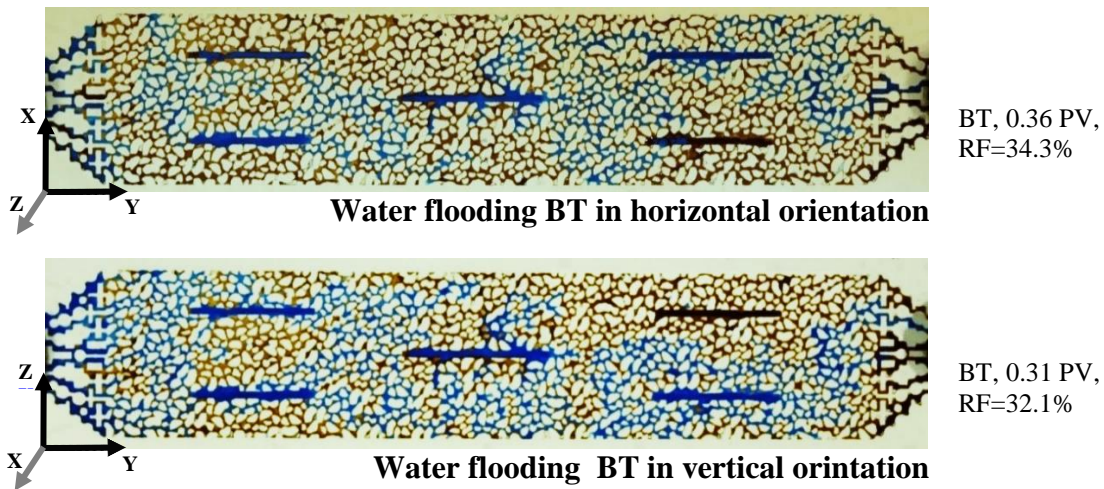 X
Z
Y
BT, 0.36 PV,
RF=34.3%
Water flooding BT in horizontal orientation
Z
X
Y
BT, 0.31 PV,
RF=32.1%
Water flooding BT in vertical orintation